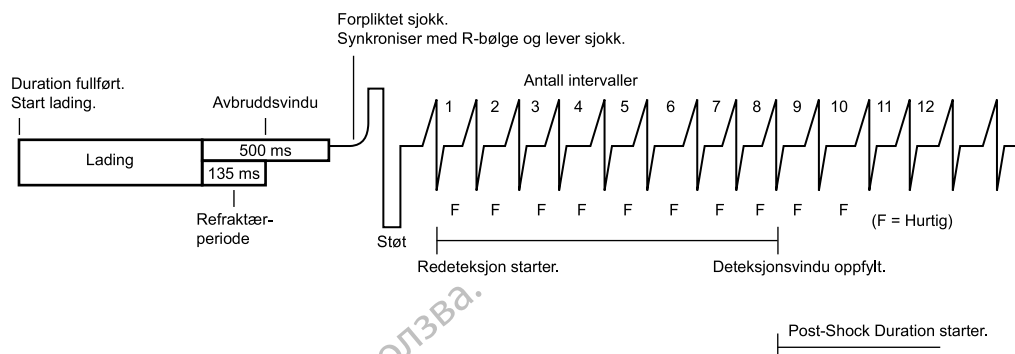 Forpliktet sjokk.
Synkroniser med R-bølge og lever sjokk.
Duration fullført.
Start lading.
Avbruddsvindu
Antall intervaller
1 2 3 4 5 6 7 8 9 10 11 12
Lading
500 ms
135 ms
Refraktær-
periode
Støt
F F F F F F F F F F
(F = Hurtig)
Redeteksjon starter.
Deteksjonsvindu oppfylt.
Post-Shock Duration starter.